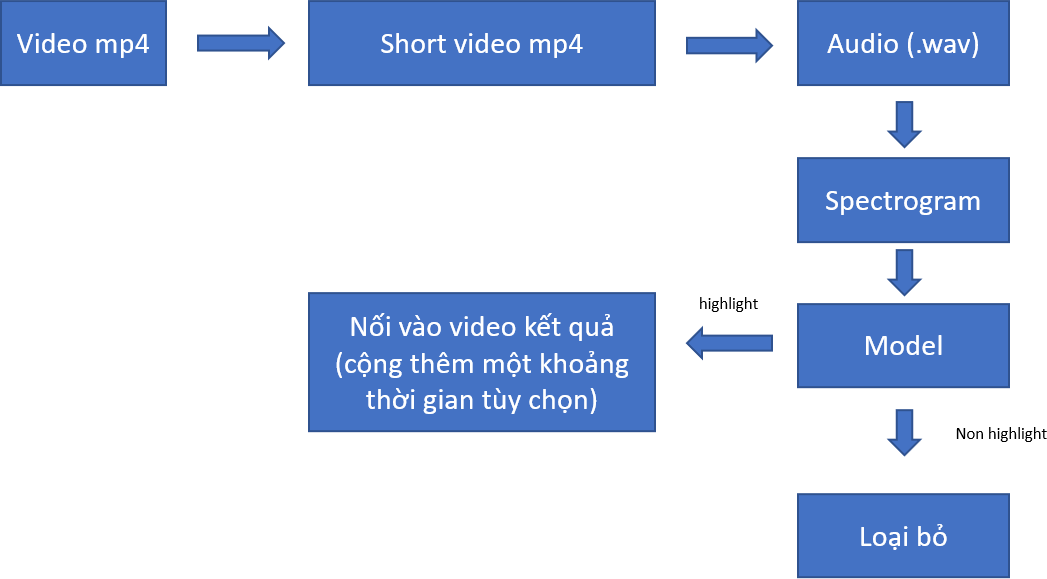 Video mp4
Short video mp4
Audio (.wav)
Spectrogram
highlight
Nối vào video kết quả
(cộng thêm một khoảng
thời gian tùy chọn)
Model
Non highlight
Loại bỏ